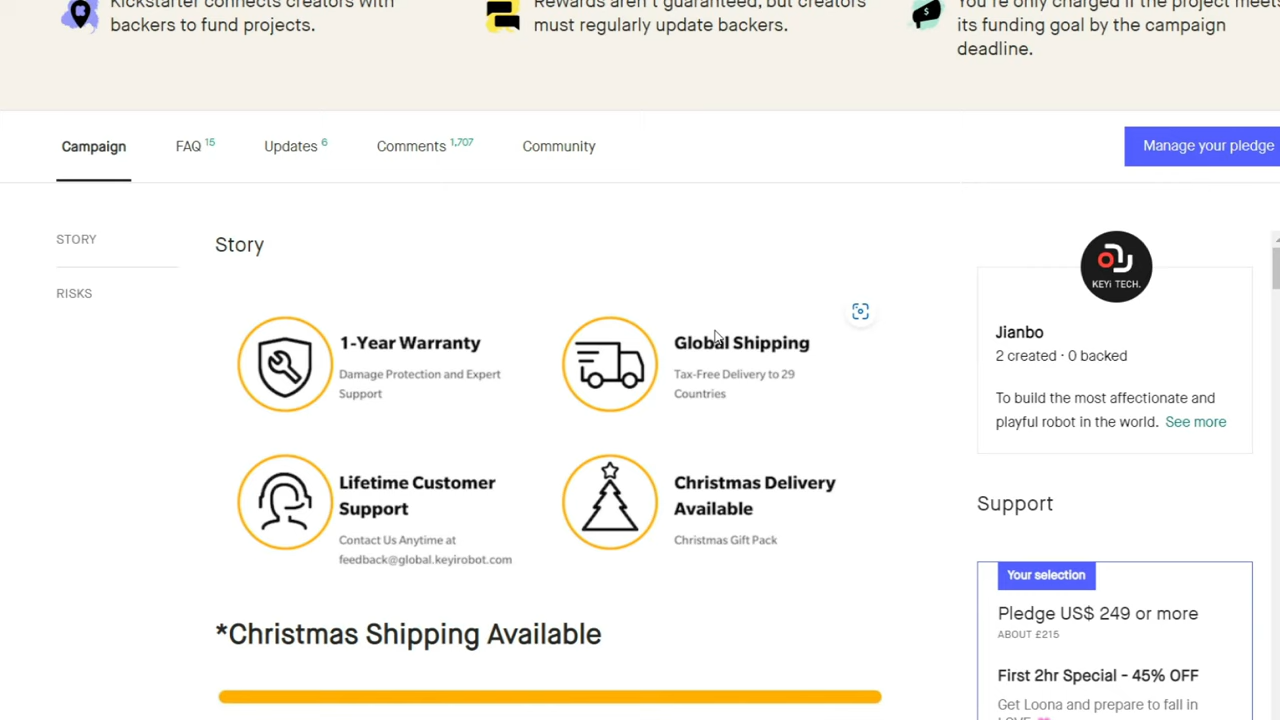 Kickstarter connects creators with
backers to fund projects.
Rewards aren't guaranteed, but creators
must regularly update backers.
You're only charged if the project meets
its funding goal by the campaign
deadline.
Campaign
FAQ 15
Updates 6
Comments 1,707
Community
Manage your pledge
STORY
RISKS
Story
1-Year Warranty
Damage Protection and Expert
Support
Global Shipping
Tax-Free Delivery to 29
Countries
Lifetime Customer
Support
Contact Us Anytime at
feedback@global.keyirobot.com
Christmas Delivery
Available
Christmas Gift Pack
*Christmas Shipping Available
KEYi TECH.
Jianbo
2 created · 0 backed
To build the most affectionate and
playful robot in the world. See more
Support
Your selection
Pledge US$ 249 or more
ABOUT £215
First 2hr Special - 45% OFF
Get Loona and prepare to fall in
LOVE